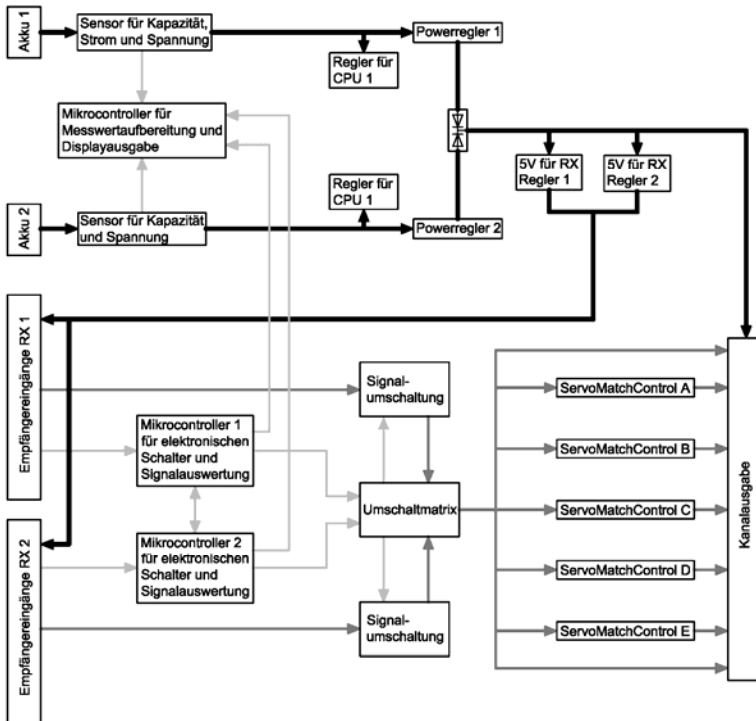 Akku 1
Sensor für Kapazität,
Strom und Spannung
Powerregler 1
Regler für
CPU 1
Mikrocontroller für
Messwertaufbereitung und
Displayausgabe
5V für RX
Regler 1
5V für RX
Regler 2
Regler für
CPU 1
Akku 2
Sensor für Kapazität
und Spannung
Powerregler 2
Empfängereingänge RX 1
Signal-
umschaltung
ServoMatchControl A
Mikrocontroller 1
für elektronischen
Schalter und
Signalauswertung
ServoMatchControl B
Umschaltmatrix
ServoMatchControl C
Kanalausgabe
Empfängereingänge RX 2
Mikrocontroller 2
für elektronischen
Schalter und
Signalauswertung
ServoMatchControl D
Signal-
umschaltung
ServoMatchControl E